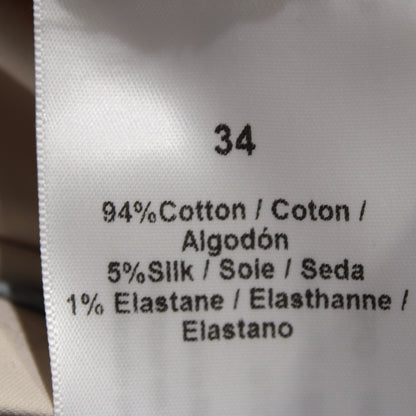 34
94%Cotton / Coton /
Algodón
5%Silk / Soie / Seda
1% Elastane / Elasthanne /
Elastano